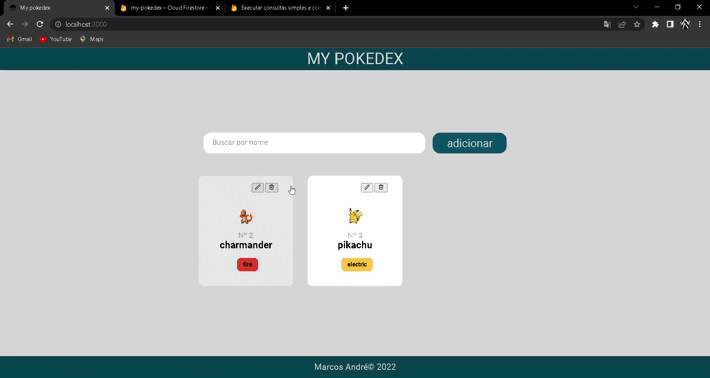 My pokedex
my-pokedex – Cloud Firestore -
Executar consultas simples e con
localhost:3000
Gmail YouTube Maps
MY POKEDEX
Buscar por nome
adicionar
Nº 2
charmander
fire
Nº 3
pikachu
electric
Marcos André© 2022